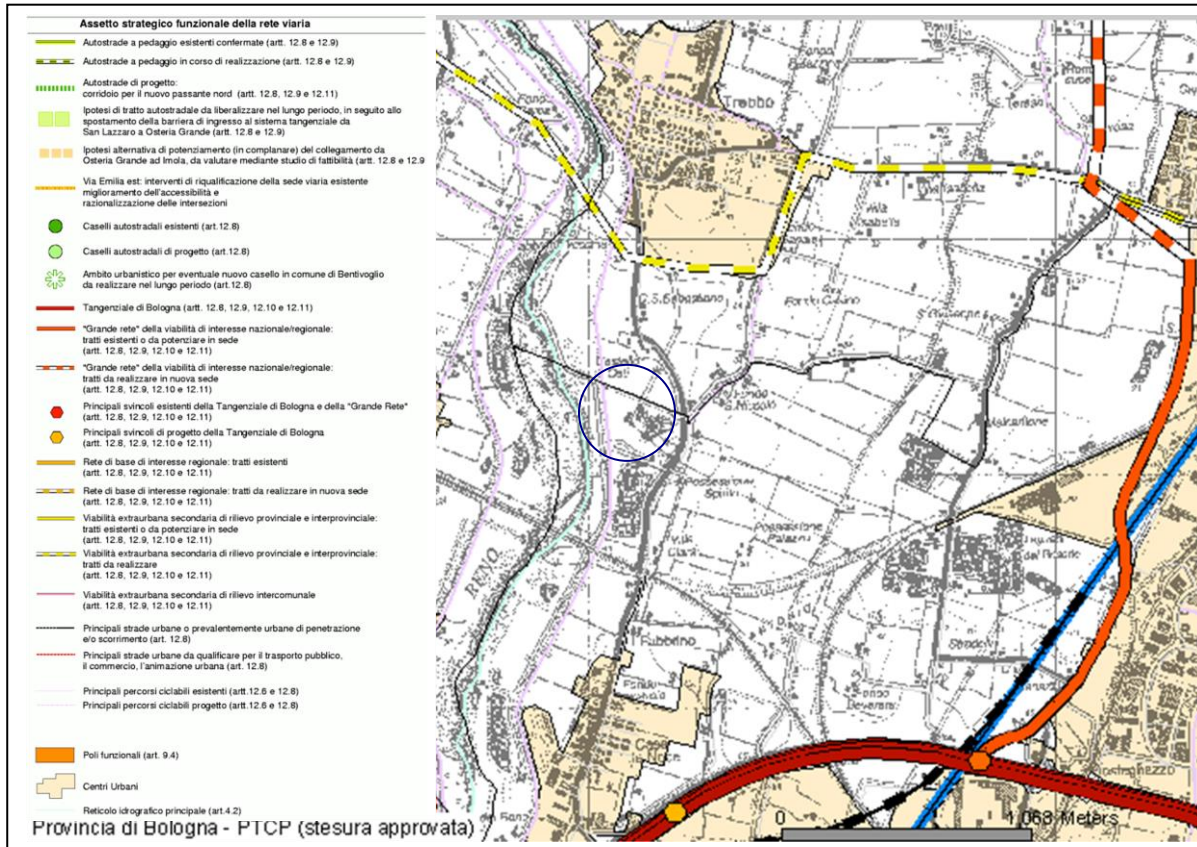 Assetto strategico funzionale della rete viaria
Autostrade a pedaggio esistenti confermate (artt. 12.8 e 12.9)
Autostrade a pedaggio in corso di realizzazione (artt. 12.8 e 12.9)
Autostrade di progetto:
corridoio per il nuovo passante nord (artt. 12.8, 12.9 e 12.11)
Ipotesi di tratto autostradale da liberalizzare nel lungo periodo, in seguito allo
spostamento della barriera di ingresso al sistema tangenziale da
San Lazzaro a Osteria Grande (artt. 12.8 e 12.9)
Ipotesi alternativa di potenziamento (in complanare) del collegamento da
Osteria Grande ad Imola, da valutare mediante studio di fattibilità (artt. 12.8 e 12.9
Via Emilia est: interventi di riqualificazione della sede viaria esistente
miglioramento dell'accessibilità e
razionalizzazione delle intersezioni
Caselli autostradali esistenti (art.12.8)
Caselli autostradali di progetto (art.12.8)
Ambito urbanistico per eventuale nuovo casello in comune di Bentivoglio
da realizzare nel lungo periodo (art.12.8)
Tangenziale di Bologna (artt. 12.8, 12.9, 12.10 e 12.11)
"Grande rete" della viabilità di interesse nazionale/regionale:
tratti esistenti o da potenziare in sede
(artt. 12.8, 12.9, 12.10 e 12.11)
"Grande rete" della viabilità di interesse nazionale/regionale:
tratti da realizzare in nuova sede
(artt. 12.8, 12.9, 12.10 e 12.11)
Principali svincoli esistenti della Tangenziale di Bologna e della "Grande Rete"
(artt. 12.8, 12.9, 12.10 e 12.11)
Principali svincoli di progetto della Tangenziale di Bologna
(artt. 12.8, 12.9, 12.10 e 12.11)
Rete di base di interesse regionale: tratti esistenti
(artt. 12.8, 12.9, 12.10 e 12.11)
Rete di base di interesse regionale: tratti da realizzare in nuova sede
(artt. 12.8, 12.9, 12.10 e 12.11)
Viabilità extraurbana secondaria di rilievo provinciale e interprovinciale:
tratti esistenti o da potenziare in sede
(artt. 12.8, 12.9, 12.10 e 12.11)
Viabilità extraurbana secondaria di rilievo provinciale e interprovinciale:
tratti da realizzare
(artt. 12.8, 12.9, 12.10 e 12.11)
Viabilità extraurbana secondaria di rilievo intercomunale
(artt. 12.8, 12.9, 12.10 e 12.11)
Principali strade urbane o prevalentemente urbane di penetrazione
e/o scorrimento (art. 12.8)
Principali strade urbane da qualificare per il trasporto pubblico,
il commercio, l'animazione urbana (art. 12.8)
Principali percorsi ciclabili esistenti (artt.12.6 e 12.8)
Principali percorsi ciclabili progetto (artt.12.6 e 12.8)
Poli funzionali (art. 9.4)
Centri Urbani
Reticolo idrografico principale (art.4.2)
Provincia di Bologna - PTCP (stesura approvata)
Trebbo
RENO
Villa
Clara
0
1,068 Meters